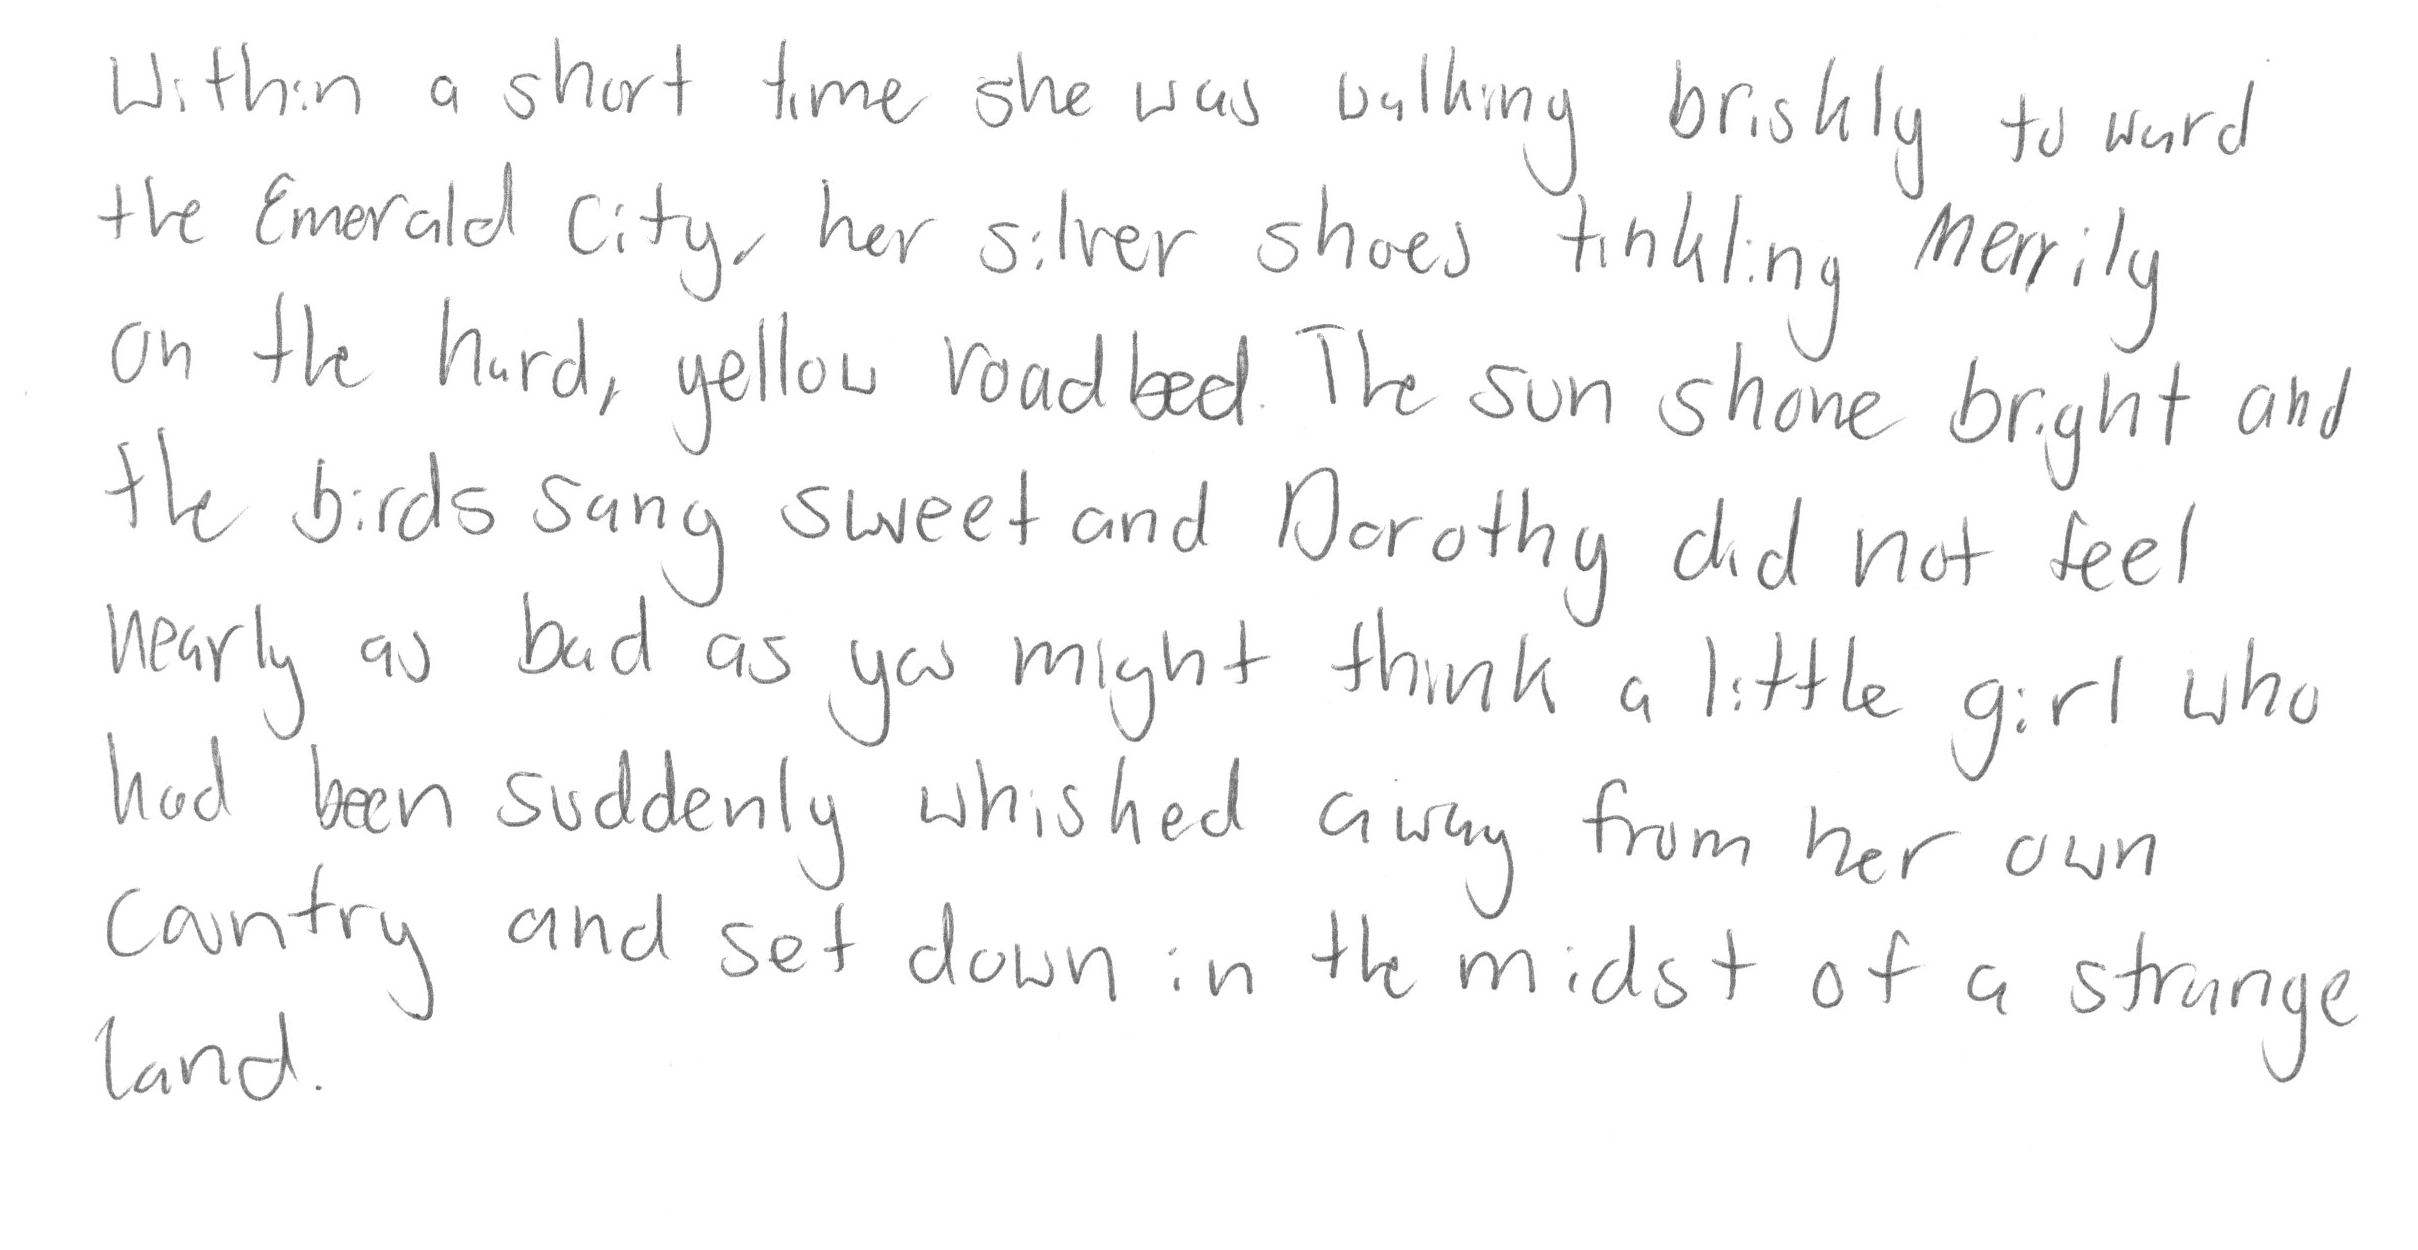 Within a short time she was walking briskly toward
the Emerald City, her silver shoes tinkling Merrily
on the hard, yellow roadbed. The sun shone bright and
the birds sang sweet and Dorothy did not feel
nearly as bad as you might think a little girl who
had been suddenly whished away from her own
country and set down in the midst of a strange
land.